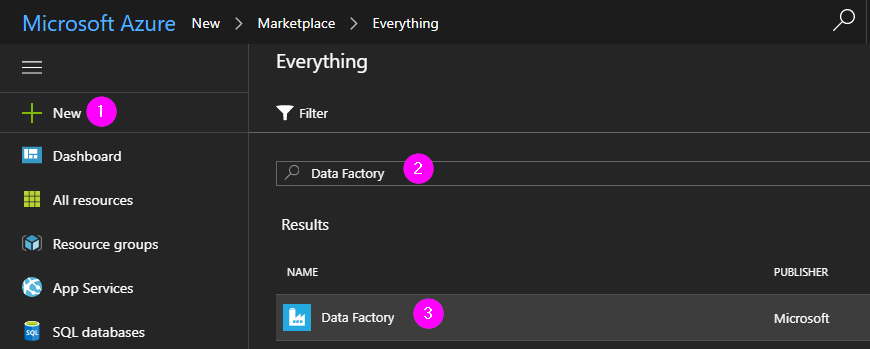 Microsoft Azure New > Marketplace > Everything
Everything
Filter
New 1
Dashboard
Data Factory 2
All resources
Results
Resource groups
NAME PUBLISHER
App Services
Data Factory 3 Microsoft
SQL SQL databases